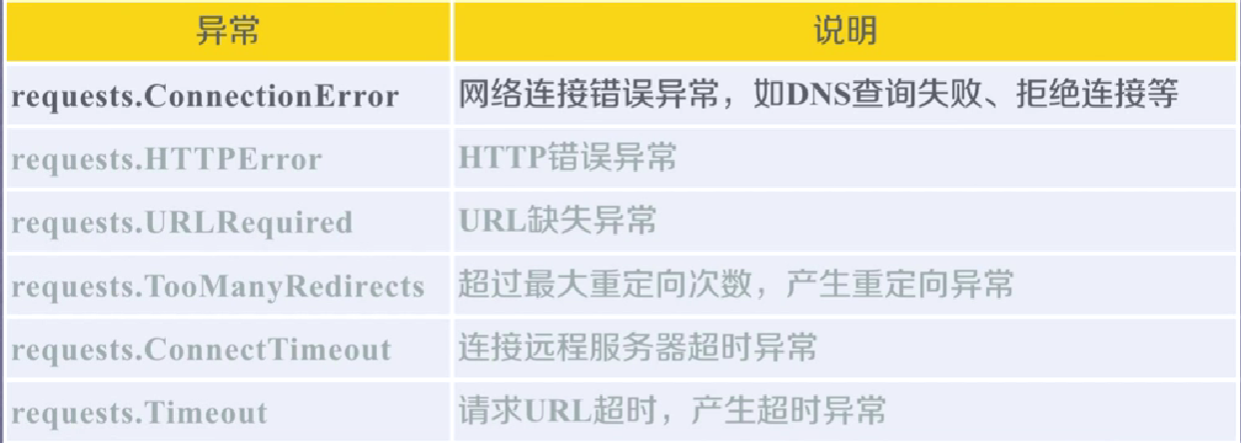 异常 说明
requests.ConnectionError 网络连接错误异常，如DNS查询失败、拒绝连接等
requests.HTTPError HTTP错误异常
requests.URLRequired URL缺失异常
requests.TooManyRedirects 超过最大重定向次数，产生重定向异常
requests.ConnectTimeout 连接远程服务器超时异常
requests.Timeout 请求URL超时，产生超时异常